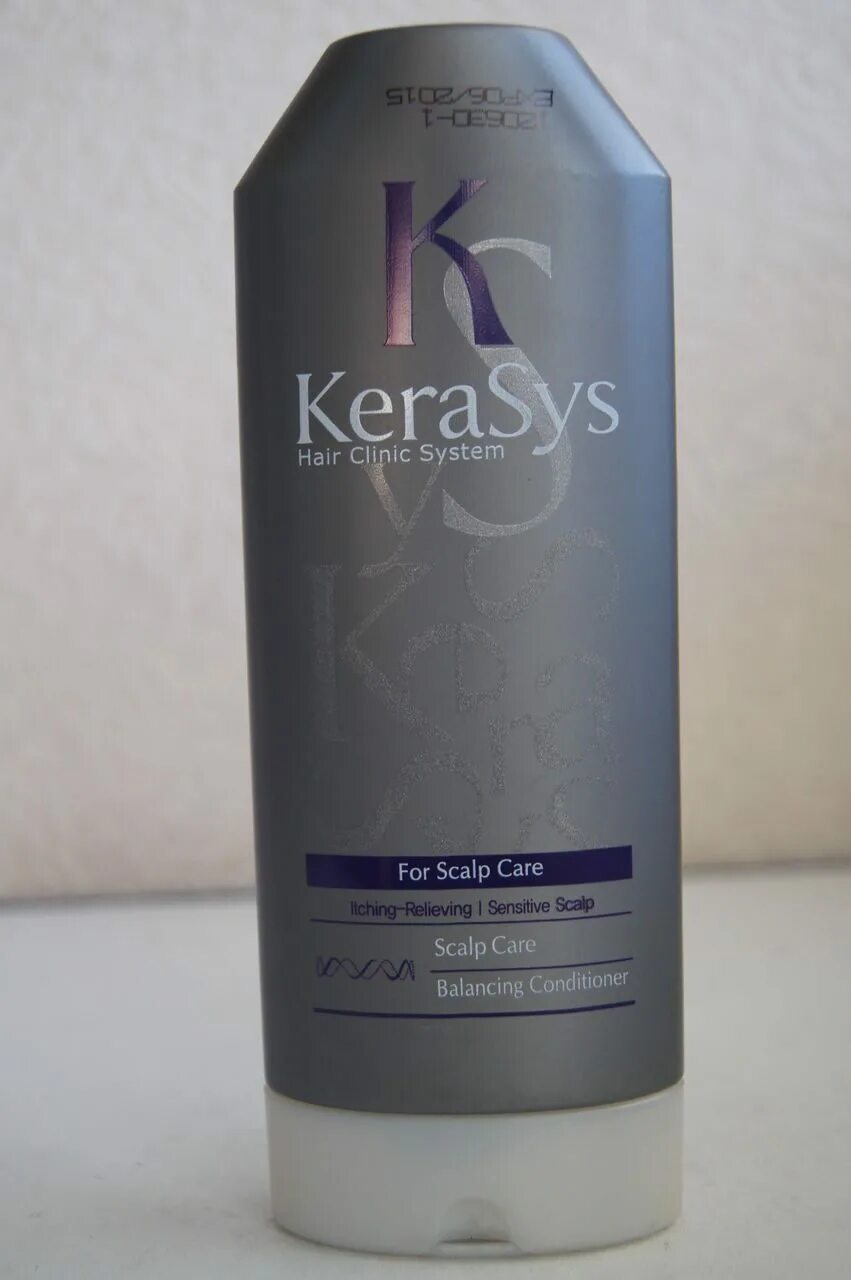 EXP06/2015
120630-1
KS
KeraSys
Hair Clinic System
For Scalp Care
Itching-Relieving | Sensitive Scalp
Scalp Care
Balancing Conditioner